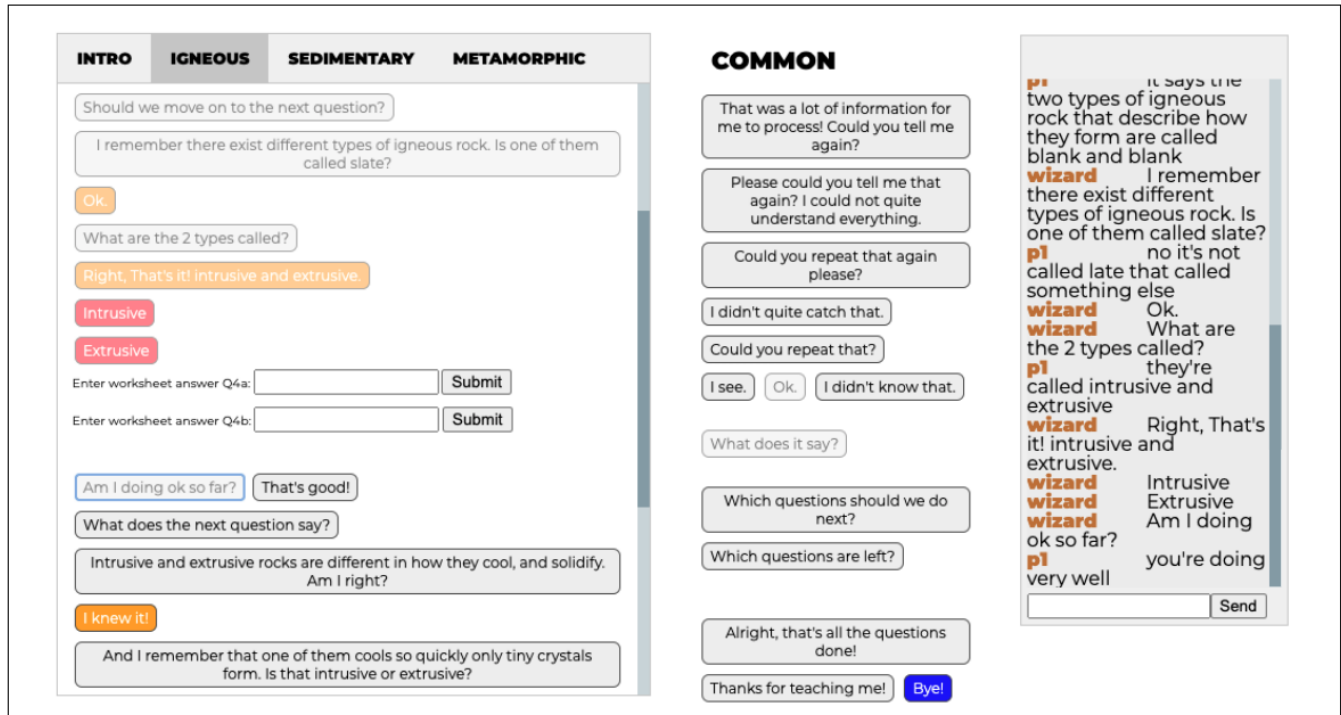 INTRO IGNEOUS SEDIMENTARY METAMORPHIC
Should we move on to the next question?
I remember there exist different types of igneous rock. Is one of them
called slate?
Ok.
What are the 2 types called?
Right, That's it! intrusive and extrusive.
Intrusive
Extrusive
Enter worksheet answer Q4a: Submit
Enter worksheet answer Q4b: Submit
Am I doing ok so far? That's good!
What does the next question say?
Intrusive and extrusive rocks are different in how they cool, and solidify.
Am I right?
I knew it!
And I remember that one of them cools so quickly only tiny crystals
form. Is that intrusive or extrusive?
COMMON
That was a lot of information for
me to process! Could you tell me
again?
Please could you tell me that
again? I could not quite
understand everything.
Could you repeat that again
please?
I didn't quite catch that.
Could you repeat that?
I see. Ok. I didn't know that.
What does it say?
Which questions should we do
next?
Which questions are left?
Alright, that's all the questions
done!
Thanks for teaching me! Bye!
p1 it says the
two types of igneous
rock that describe how
they form are called
blank and blank
wizard I remember
there exist different
types of igneous rock. Is
one of them called slate?
p1 no it's not
called late that called
something else
wizard Ok.
wizard What are
the 2 types called?
p1 they're
called intrusive and
extrusive
wizard Right, That's
it! intrusive and
extrusive.
wizard Intrusive
wizard Extrusive
wizard Am I doing
ok so far?
p1 you're doing
very well
Send